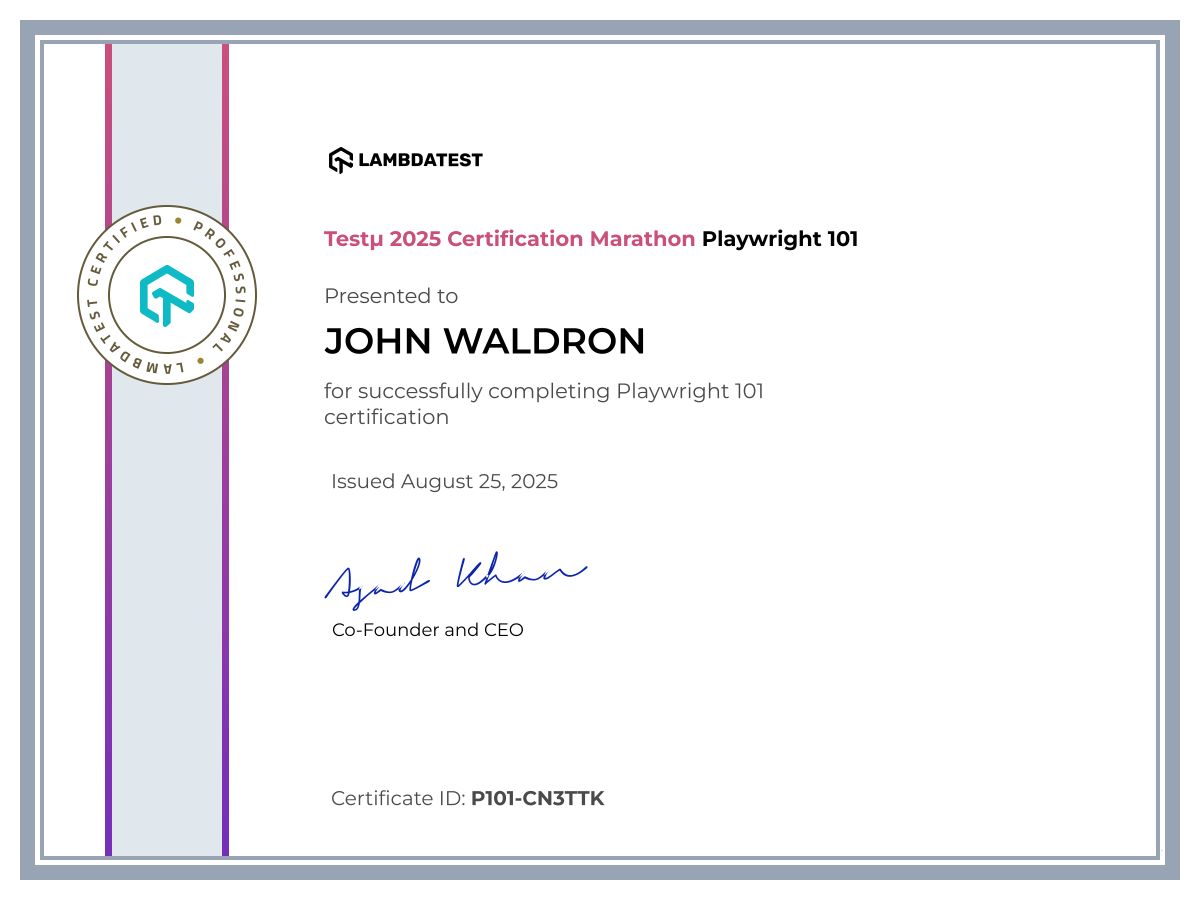 LAMBDATEST
Testμ 2025 Certification Marathon Playwright 101
LAMBDATEST CERTIFIED • PROFESSIONAL •
Presented to
JOHN WALDRON
for successfully completing Playwright 101
certification
Issued August 25, 2025
Asad Khan
Co-Founder and CEO
Certificate ID: P101-CN3TTK